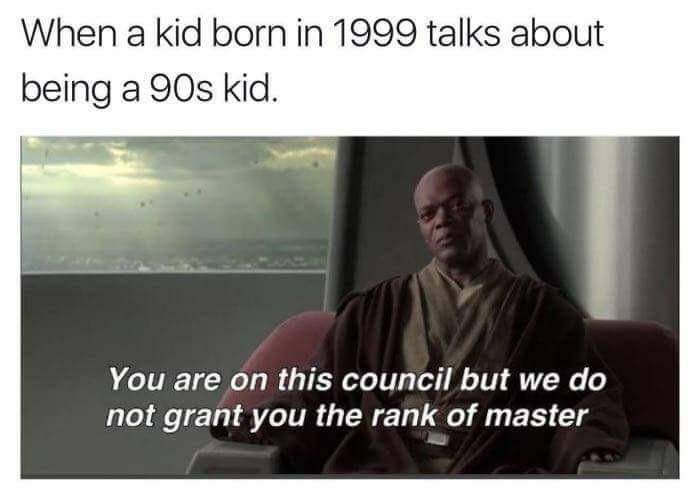 When a kid born in 1999 talks about
being a 90s kid.
You are on this council but we do
not grant you the rank of master